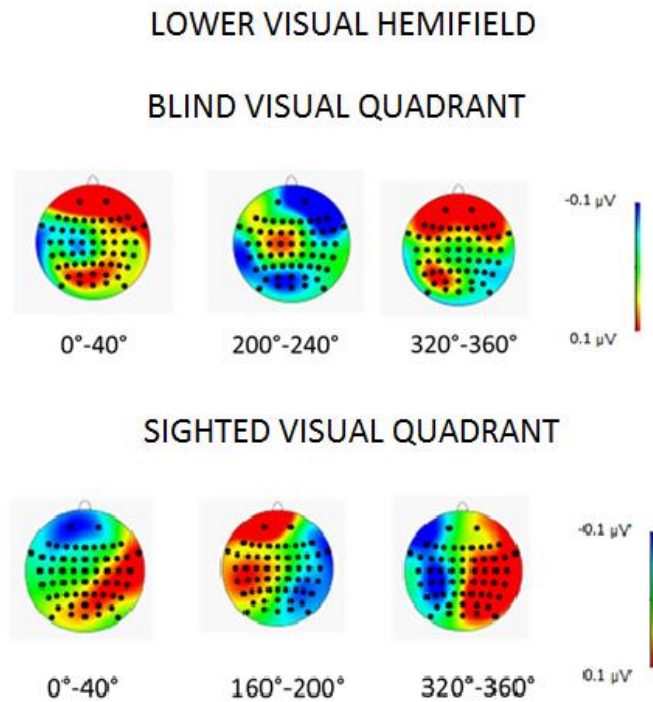 LOWER VISUAL HEMIFIELD
BLIND VISUAL QUADRANT
-0.1 µV
0.1 µV
0°-40°
200°-240°
320°-360°
SIGHTED VISUAL QUADRANT
-0.1 µV
0.1 µV
0°-40°
160°-200°
320°-360°